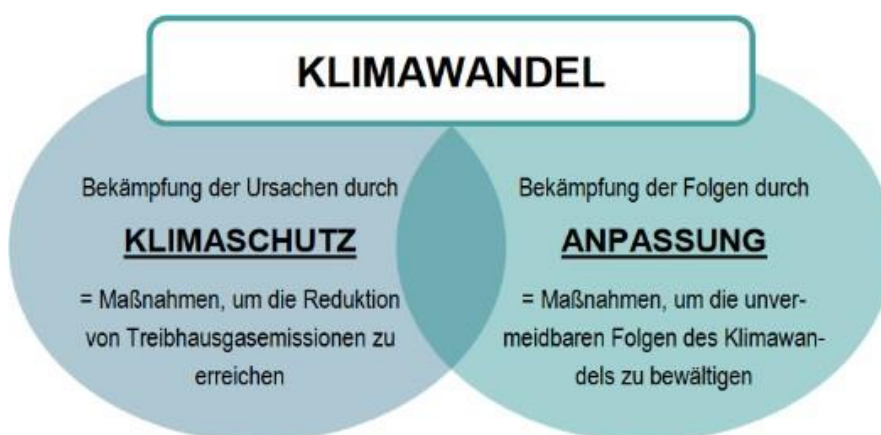 KLIMAWANDEL
Bekämpfung der Ursachen durch
KLIMASCHUTZ
= Maßnahmen, um die Reduktion
von Treibhausgasemissionen zu
erreichen
Bekämpfung der Folgen durch
ANPASSUNG
= Maßnahmen, um die unver-
meidbaren Folgen des Klimawan-
dels zu bewältigen